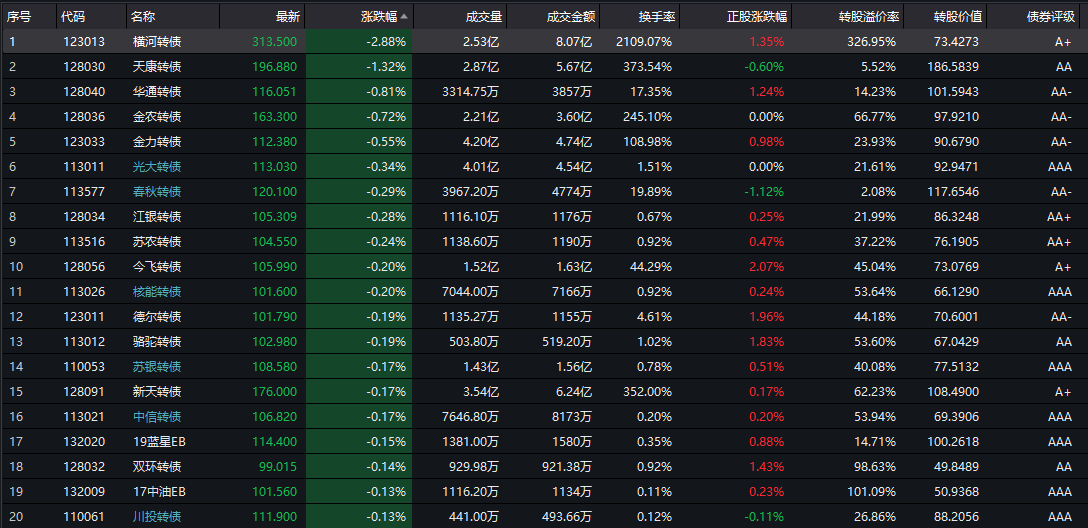 序号 代码 名称 最新 涨跌幅 成交量 成交金额 换手率 正股涨跌幅 转股溢价率 转股价值 债券评级
1 123013 横河转债 313.500 -2.88% 2.53亿 8.07亿 2109.07% 1.35% 326.95% 73.4273 A+
2 128030 天康转债 196.880 -1.32% 2.87亿 5.67亿 373.54% -0.60% 5.52% 186.5839 AA
3 128040 华通转债 116.051 -0.81% 3314.75万 3857万 17.35% 1.24% 14.23% 101.5943 AA-
4 128036 金农转债 163.300 -0.72% 2.21亿 3.60亿 245.10% 0.00% 66.77% 97.9210 AA-
5 123033 金力转债 112.380 -0.55% 4.20亿 4.74亿 108.98% 0.98% 23.93% 90.6790 AA-
6 113011 光大转债 113.030 -0.34% 4.01亿 4.54亿 1.51% 0.00% 21.61% 92.9471 AAA
7 113577 春秋转债 120.100 -0.29% 3967.20万 4774万 19.89% -1.12% 2.08% 117.6546 AA-
8 128034 江银转债 105.309 -0.28% 1116.10万 1176万 0.67% 0.25% 21.99% 86.3248 AA+
9 113516 苏农转债 104.550 -0.24% 1138.60万 1190万 0.92% 0.47% 37.22% 76.1905 AA+
10 128056 今飞转债 105.990 -0.20% 1.52亿 1.63亿 44.29% 2.07% 45.04% 73.0769 A+
11 113026 核能转债 101.600 -0.20% 7044.00万 7166万 0.92% 0.24% 53.64% 66.1290 AAA
12 123011 德尔转债 101.790 -0.19% 1135.27万 1155万 4.61% 1.96% 44.18% 70.6001 AA-
13 113012 骆驼转债 102.980 -0.19% 503.80万 519.20万 1.02% 1.83% 53.60% 67.0429 AA
14 110053 苏银转债 108.580 -0.17% 1.43亿 1.56亿 0.78% 0.51% 40.08% 77.5132 AAA
15 128091 新天转债 176.000 -0.17% 3.54亿 6.24亿 352.00% 0.17% 62.23% 108.4900 A+
16 113021 中信转债 106.820 -0.17% 7646.80万 8173万 0.20% 0.20% 53.94% 69.3906 AAA
17 132020 19蓝星EB 114.400 -0.15% 1381.00万 1580万 0.35% 0.88% 14.71% 100.2618 AAA
18 128032 双环转债 99.015 -0.14% 929.98万 921.38万 0.92% 1.43% 98.63% 49.8489 AA
19 132009 17中油EB 101.560 -0.13% 1116.20万 1134万 0.11% 0.23% 101.09% 50.9368 AAA
20 110061 川投转债 111.900 -0.13% 441.00万 493.66万 0.12% -0.11% 26.86% 88.2056 AAA